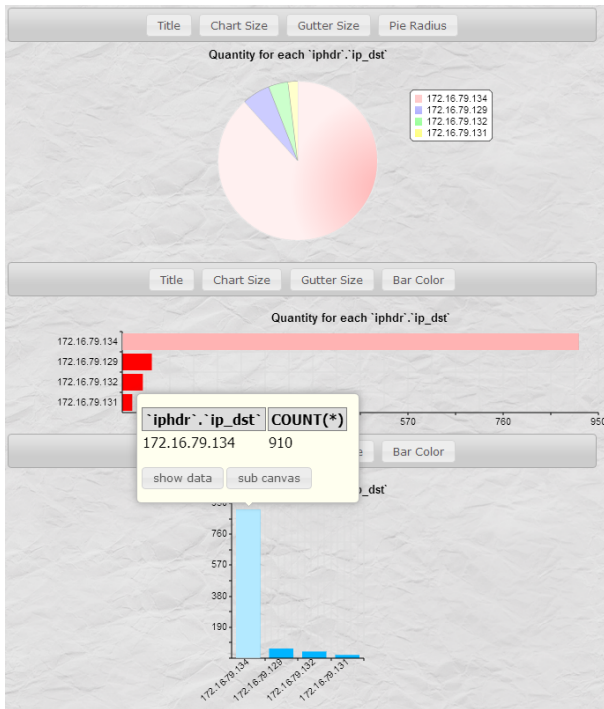 Title Chart Size Gutter Size Pie Radius
Quantity for each `iphdr`.`ip_dst`
172.16.79.134
172.16.79.129
172.16.79.132
172.16.79.131
Title Chart Size Gutter Size Bar Color
Quantity for each `iphdr`.`ip_dst`
172.16.79.134
172.16.79.129
172.16.79.132
172.16.79.131
570 760 950
`iphdr`.`ip_dst` COUNT(*)
172.16.79.134 910
show data sub canvas
Bar Color
_dst`
760
570
380
190
172.16.79.134 172.16.79.129 172.16.79.132 172.16.79.131